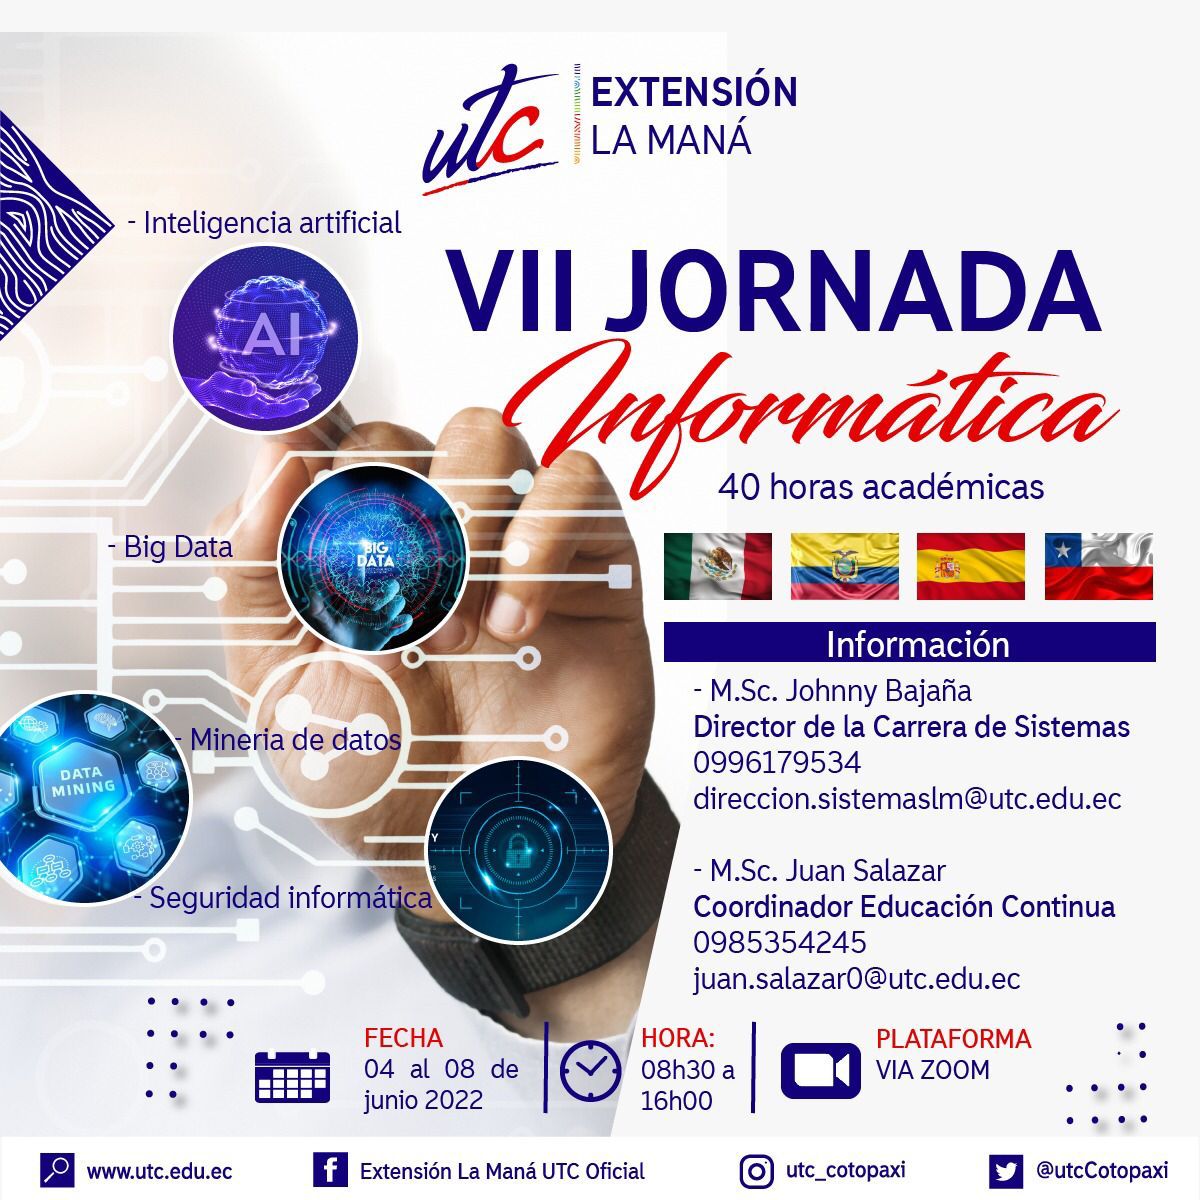 utc
EXTENSIÓN
LA MANÁ
- Inteligencia artificial
AI
VII JORNADA
Informática
40 horas académicas
- Big Data
BIG
DATA
Información
- M.Sc. Johnny Bajaña
Director de la Carrera de Sistemas
0996179534
direccion.sistemaslm@utc.edu.ec
- Mineria de datos
DATA
MINING
- M.Sc. Juan Salazar
Coordinador Educación Continua
0985354245
juan.salazar0@utc.edu.ec
- Seguridad informática
FECHA
04 al 08 de
junio 2022
HORA:
08h30 a
16h00
PLATAFORMA
VIA ZOOM
www.utc.edu.ec
Extensión La Maná UTC Oficial
utc_cotopaxi
@utcCotopaxi